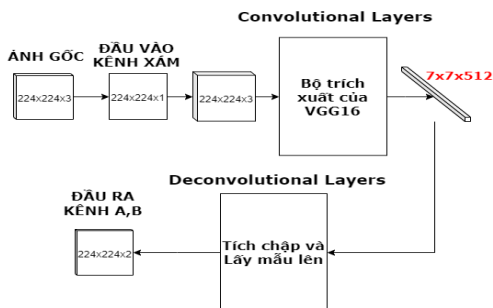 Convolutional Layers
ẢNH GỐC
ĐẦU VÀO
KÊNH XÁM
7x7x512
224x224x3
224x224x1
224x224x3
Bộ trích
xuất của
VGG16
Deconvolutional Layers
ĐẦU RA
KÊNH A,B
224x224x2
Tích chập và
Lấy mẫu lên